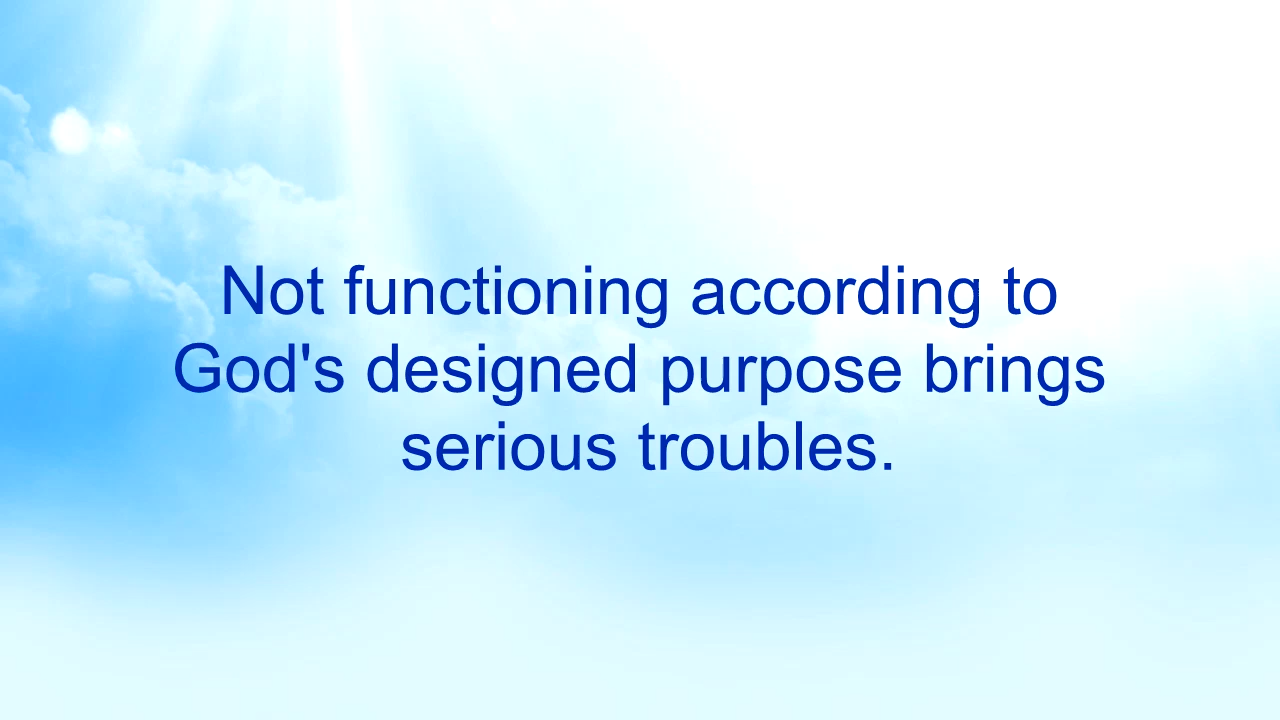 Not functioning according to
God's designed purpose brings
serious troubles.